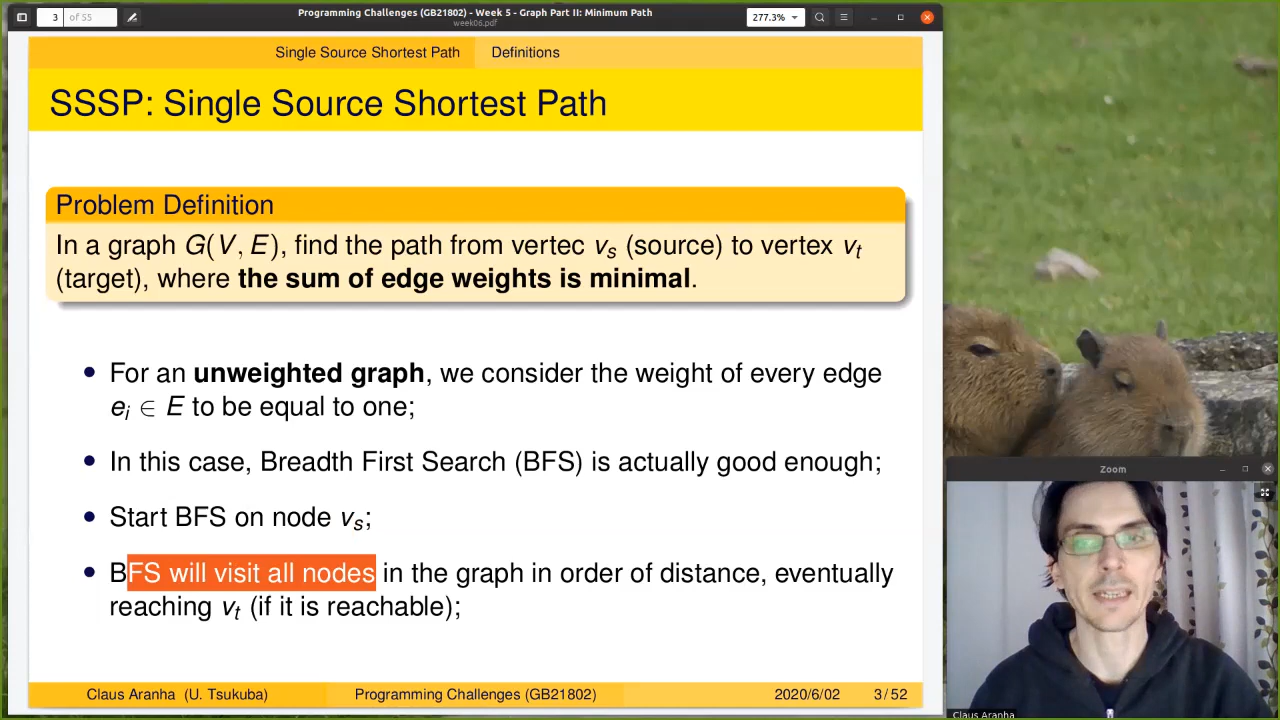 3 of 55
Programming Challenges (GB21802) - Week 5 - Graph Part II: Minimum Path
week06.pdf
277.3%
Single Source Shortest Path Definitions
SSSP: Single Source Shortest Path
Problem Definition
In a graph G(V, E), find the path from vertec vₛ (source) to vertex vₜ
(target), where the sum of edge weights is minimal.
• For an unweighted graph, we consider the weight of every edge
eᵢ ∈ E to be equal to one;
• In this case, Breadth First Search (BFS) is actually good enough;
• Start BFS on node vₛ;
• BFS will visit all nodes in the graph in order of distance, eventually
reaching vₜ (if it is reachable);
Claus Aranha (U. Tsukuba) Programming Challenges (GB21802) 2020/6/02 3/52
Zoom
Claus Aranha